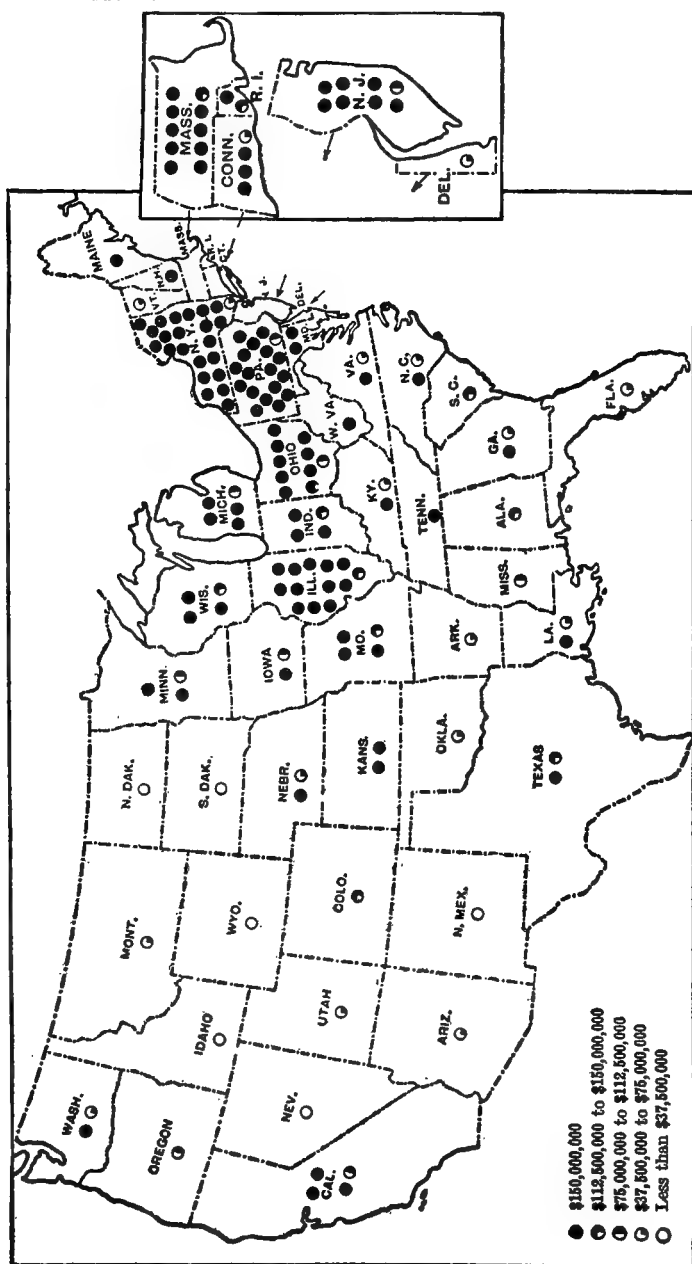 WASH.
OREGON
CAL.
NEV.
IDAHO
MONT.
WYO.
UTAH
ARIZ.
COLO.
N. MEX.
N. DAK.
S. DAK.
NEBR.
KANS.
OKLA.
TEXAS
MINN.
IOWA
MO.
ARK.
LA.
WIS.
ILL.
MICH.
IND.
OHIO
KY.
TENN.
MISS.
ALA.
GA.
FLA.
S. C.
N. C.
VA.
W. VA.
PA.
N. Y.
VT.
N.H.
MAINE
MASS.
R. I.
CT.
J.
DEL.
MD.
MASS.
CONN.
R. I.
N. J.
DEL.
$150,000,000
$112,500,000 to $150,000,000
$75,000,000 to $112,500,000
$37,500,000 to $75,000,000
Less than $37,500,000